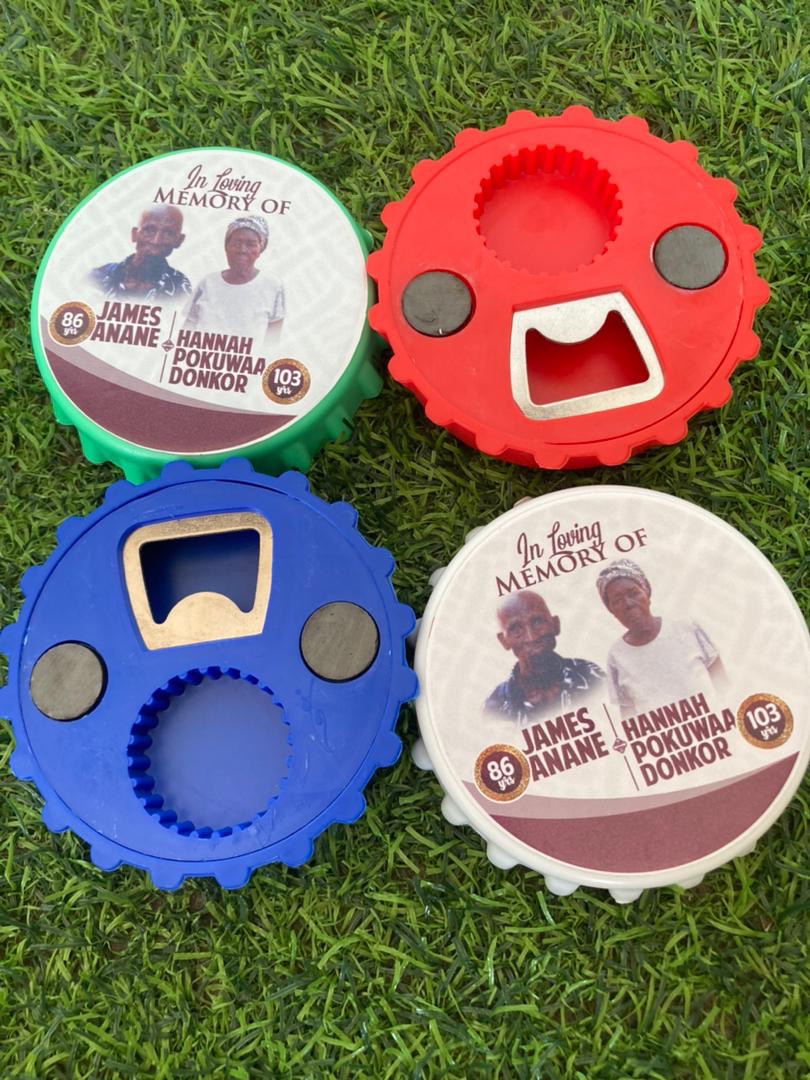 In Loving
MEMORY OF
86
yrs
JAMES
ANANE
HANNAH
POKUWAA
DONKOR
103
yrs
In Loving
MEMORY OF
86
yrs
JAMES
ANANE
HANNAH
POKUWAA
DONKOR
103
yrs